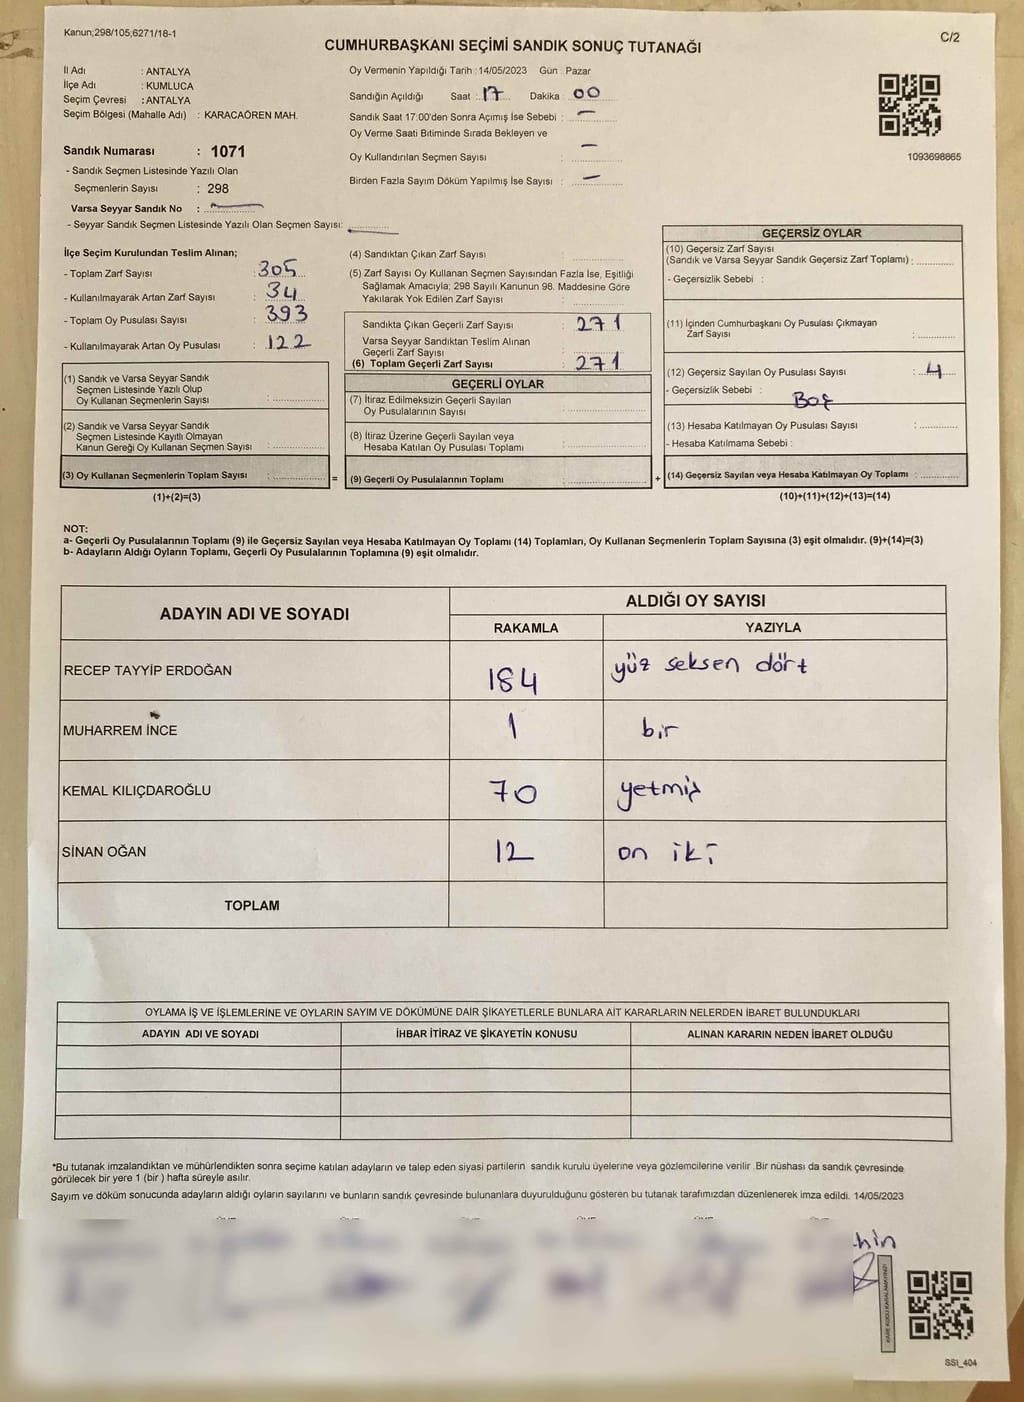 Kanun;298/105;6271/18-1
C/2
CUMHURBAŞKANI SEÇİMİ SANDIK SONUÇ TUTANAĞI
İl Adı : ANTALYA
İlçe Adı : KUMLUCA
Seçim Çevresi : ANTALYA
Seçim Bölgesi (Mahalle Adı) : KARACAÖREN MAH.
Sandık Numarası : 1071
- Sandık Seçmen Listesinde Yazılı Olan
Seçmenlerin Sayısı : 298
Varsa Seyyar Sandık No :
- Seyyar Sandık Seçmen Listesinde Yazılı Olan Seçmen Sayısı:
Oy Vermenin Yapıldığı Tarih : 14/05/2023 Gün : Pazar
Sandığın Açıldığı Saat : 17 Dakika : 00
Sandık Saat 17:00'den Sonra Açımış İse Sebebi : —
Oy Verme Saati Bitiminde Sırada Bekleyen ve
Oy Kullandırılan Seçmen Sayısı : —
Birden Fazla Sayım Döküm Yapılmış İse Sayısı : —
1093698865
İlçe Seçim Kurulundan Teslim Alınan;
- Toplam Zarf Sayısı : 305
- Kullanılmayarak Artan Zarf Sayısı : 34
- Toplam Oy Pusulası Sayısı : 393
- Kullanılmayarak Artan Oy Pusulası : 122
(1) Sandık ve Varsa Seyyar Sandık
Seçmen Listesinde Yazılı Olup
Oy Kullanan Seçmenlerin Sayısı :
(2) Sandık ve Varsa Seyyar Sandık
Seçmen Listesinde Kayıtlı Olmayan
Kanun Gereği Oy Kullanan Seçmen Sayısı :
(3) Oy Kullanan Seçmenlerin Toplam Sayısı :
(1)+(2)=(3)
=
(4) Sandıktan Çıkan Zarf Sayısı :
(5) Zarf Sayısı Oy Kullanan Seçmen Sayısından Fazla İse, Eşitliği
Sağlamak Amacıyla; 298 Sayılı Kanunun 98. Maddesine Göre
Yakılarak Yok Edilen Zarf Sayısı :
Sandıkta Çıkan Geçerli Zarf Sayısı : 271
Varsa Seyyar Sandıktan Teslim Alınan
Geçerli Zarf Sayısı :
(6) Toplam Geçerli Zarf Sayısı : 271
GEÇERLİ OYLAR
(7) İtiraz Edilmeksizin Geçerli Sayılan
Oy Pusulalarının Sayısı :
(8) İtiraz Üzerine Geçerli Sayılan veya
Hesaba Katılan Oy Pusulası Toplamı :
(9) Geçerli Oy Pusulalarının Toplamı :
+
GEÇERSİZ OYLAR
(10) Geçersiz Zarf Sayısı
(Sandık ve Varsa Seyyar Sandık Geçersiz Zarf Toplamı) :
- Geçersizlik Sebebi :
(11) İçinden Cumhurbaşkanı Oy Pusulası Çıkmayan
Zarf Sayısı :
(12) Geçersiz Sayılan Oy Pusulası Sayısı : 4
- Geçersizlik Sebebi : Boş
(13) Hesaba Katılmayan Oy Pusulası Sayısı :
- Hesaba Katılmama Sebebi :
(14) Geçersiz Sayılan veya Hesaba Katılmayan Oy Toplamı :
(10)+(11)+(12)+(13)=(14)
NOT:
a- Geçerli Oy Pusulalarının Toplamı (9) ile Geçersiz Sayılan veya Hesaba Katılmayan Oy Toplamı (14) Toplamları, Oy Kullanan Seçmenlerin Toplam Sayısına (3) eşit olmalıdır. (9)+(14)=(3)
b- Adayların Aldığı Oyların Toplamı, Geçerli Oy Pusulalarının Toplamına (9) eşit olmalıdır.
ADAYIN ADI VE SOYADI ALDIĞI OY SAYISI
RAKAMLA YAZIYLA
RECEP TAYYİP ERDOĞAN 184 yüz seksen dört
MUHARREM İNCE 1 bir
KEMAL KILIÇDAROĞLU 70 yetmiş
SİNAN OĞAN 12 on iki
TOPLAM
OYLAMA İŞ VE İŞLEMLERİNE VE OYLARIN SAYIM VE DÖKÜMÜNE DAİR ŞİKAYETLERLE BUNLARA AİT KARARLARIN NELERDEN İBARET BULUNDUKLARI
ADAYIN ADI VE SOYADI İHBAR İTİRAZ VE ŞİKAYETİN KONUSU ALINAN KARARIN NEDEN İBARET OLDUĞU
*Bu tutanak imzalandıktan ve mühürlendikten sonra seçime katılan adayların ve talep eden siyasi partilerin sandık kurulu üyelerine veya gözlemcilerine verilir .Bir nüshası da sandık çevresinde
görülecek bir yere 1 (bir ) hafta süreyle asılır.
Sayım ve döküm sonucunda adayların aldığı oyların sayılarını ve bunların sandık çevresinde bulunanlara duyurulduğunu gösteren bu tutanak tarafımızdan düzenlenerek imza edildi. 14/05/2023
hin
KARE KODU KARALAMAYINIZ!
SSI_404